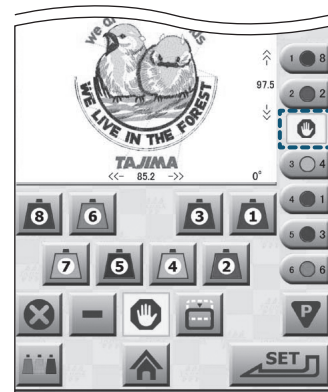 we
WE LIVE IN THE FOREST
TAJIMA
97.5
<<- 85.2 ->>
0°
1 8
2 2
3 4
4 1
5 3
6 6
8 6 3 1
7 5 4 2
P
SET